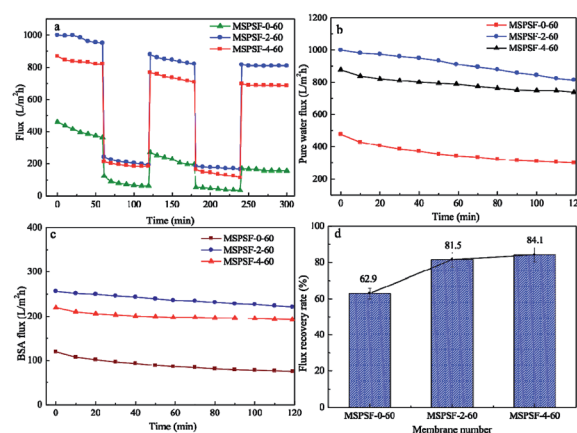 a
MSPSF-0-60
MSPSF-2-60
MSPSF-4-60
1000
800
600
400
200
0
Flux (L/m²h)
0 50 100 150 200 250 300
Time (min)
b
MSPSF-0-60
MSPSF-2-60
MSPSF-4-60
1200
1000
800
600
400
200
Pure water flux (L/m²h)
0 20 40 60 80 100 120
Time (min)
c
MSPSF-0-60
MSPSF-2-60
MSPSF-4-60
400
300
200
100
0
BSA flux (L/m²h)
0 20 40 60 80 100 120
Time (min)
d
62.9
81.5
84.1
100
80
60
40
20
0
Flux recovery rate (%)
MSPSF-0-60 MSPSF-2-60 MSPSF-4-60
Membrane number